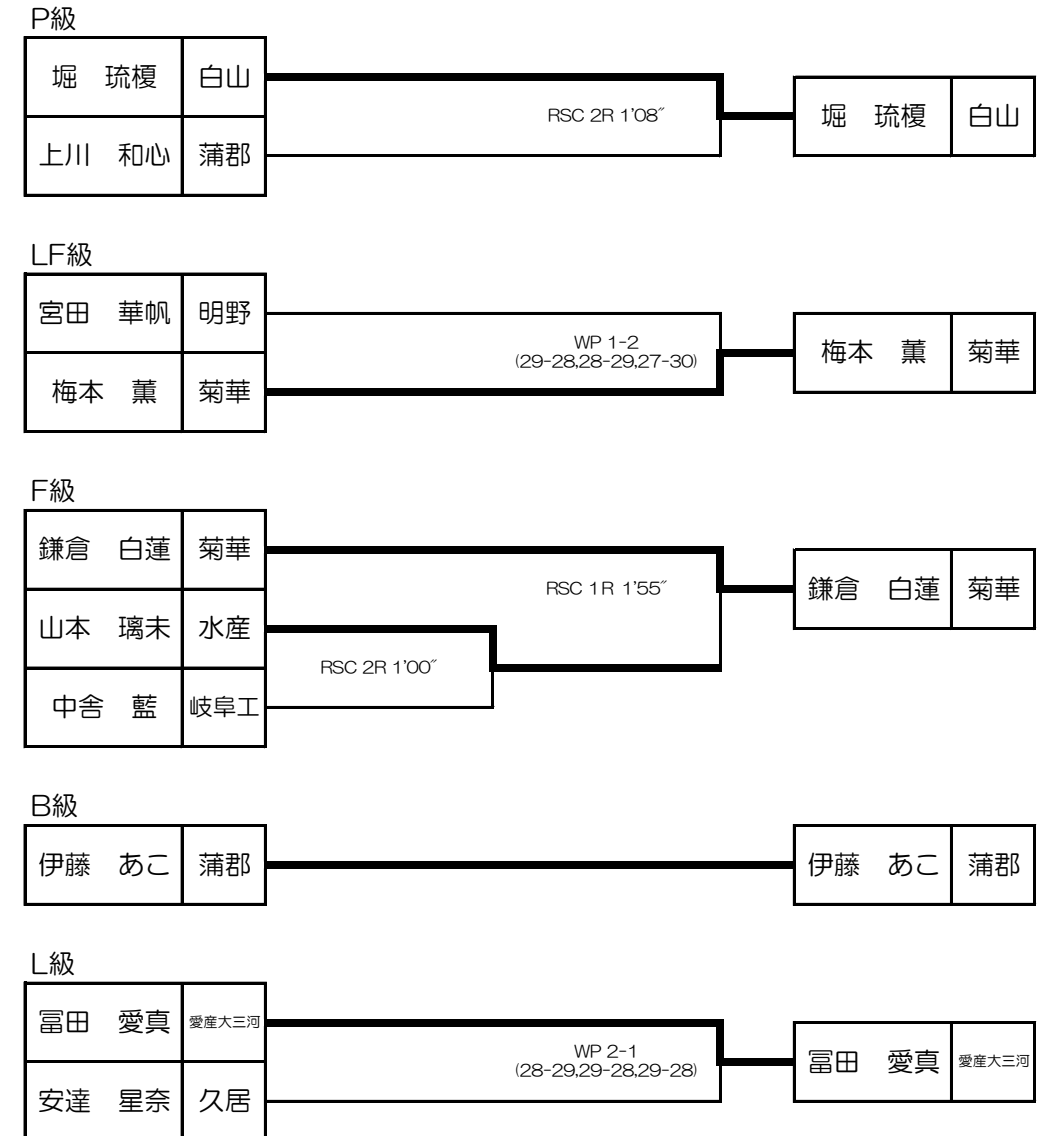 P級
堀　琉榎 白山
RSC 2R 1'08″
堀　琉榎 白山
上川　和心 蒲郡
LF級
宮田　華帆 明野
WP 1-2
(29-28,28-29,27-30)
梅本　薫 菊華
梅本　薫 菊華
F級
鎌倉　白蓮 菊華
RSC 1R 1'55″
鎌倉　白蓮 菊華
山本　璃未 水産
RSC 2R 1'00″
中舎　藍 岐阜工
B級
伊藤　あこ 蒲郡
伊藤　あこ 蒲郡
L級
冨田　愛真 愛産大三河
WP 2-1
(28-29,29-28,29-28)
冨田　愛真 愛産大三河
安達　星奈 久居